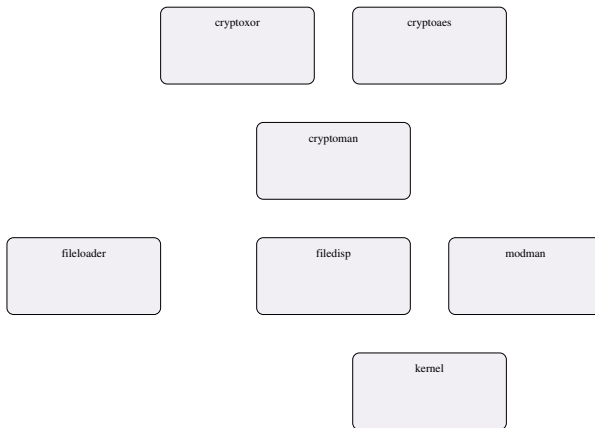 cryptoxor
cryptoaes
cryptoman
fileloader
filedisp
modman
kernel